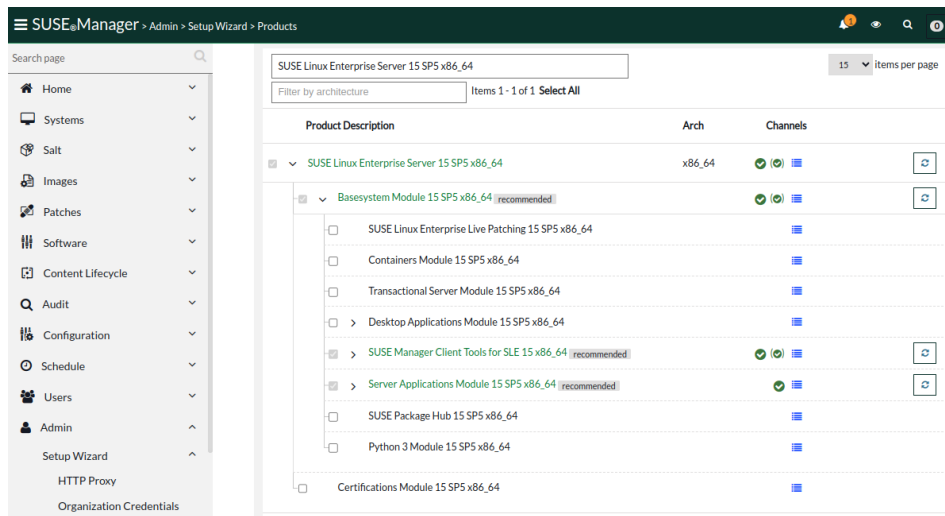 SUSE®Manager > Admin > Setup Wizard > Products
1
0
Search page
Home
Systems
Salt
Images
Patches
Software
Content Lifecycle
Audit
Configuration
Schedule
Users
Admin
Setup Wizard
HTTP Proxy
Organization Credentials
SUSE Linux Enterprise Server 15 SP5 x86_64
15 items per page
Filter by architecture
Items 1 - 1 of 1 Select All
Product Description Arch Channels
SUSE Linux Enterprise Server 15 SP5 x86_64 x86_64
Basesystem Module 15 SP5 x86_64 recommended
SUSE Linux Enterprise Live Patching 15 SP5 x86_64
Containers Module 15 SP5 x86_64
Transactional Server Module 15 SP5 x86_64
Desktop Applications Module 15 SP5 x86_64
SUSE Manager Client Tools for SLE 15 x86_64 recommended
Server Applications Module 15 SP5 x86_64 recommended
SUSE Package Hub 15 SP5 x86_64
Python 3 Module 15 SP5 x86_64
Certifications Module 15 SP5 x86_64